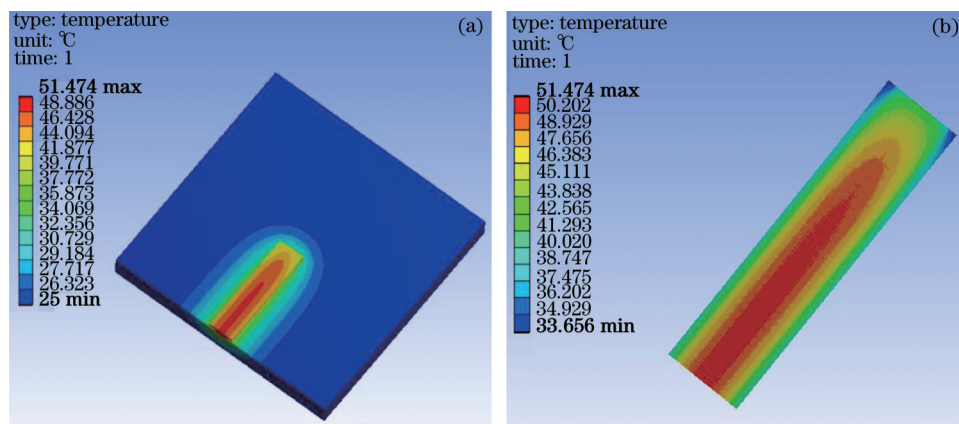 type: temperature
unit: ℃
time: 1
(a)
51.474 max
48.886
46.428
44.094
41.877
39.771
37.772
35.873
34.069
32.356
30.729
29.184
27.717
26.323
25 min
type: temperature
unit: ℃
time: 1
(b)
51.474 max
50.202
48.929
47.656
46.383
45.111
43.838
42.565
41.293
40.020
38.747
37.475
36.202
34.929
33.656 min